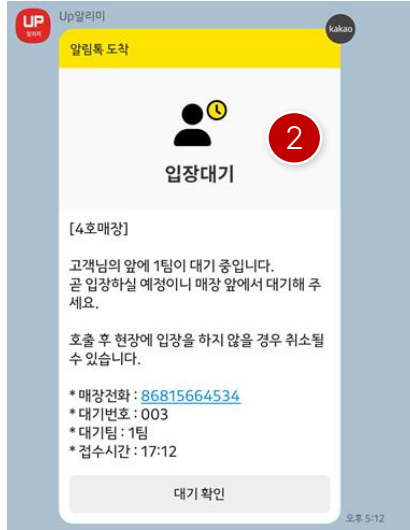 UP
알리미
Up알리미
kakao
알림톡 도착
2
입장대기
[4호매장]
고객님의 앞에 1팀이 대기 중입니다.
곧 입장하실 예정이니 매장 앞에서 대기해 주
세요.
호출 후 현장에 입장을 하지 않을 경우 취소될
수 있습니다.
* 매장전화 : 86815664534
* 대기번호 : 003
* 대기팀 : 1팀
* 접수시간 : 17:12
대기 확인
오후 5:12